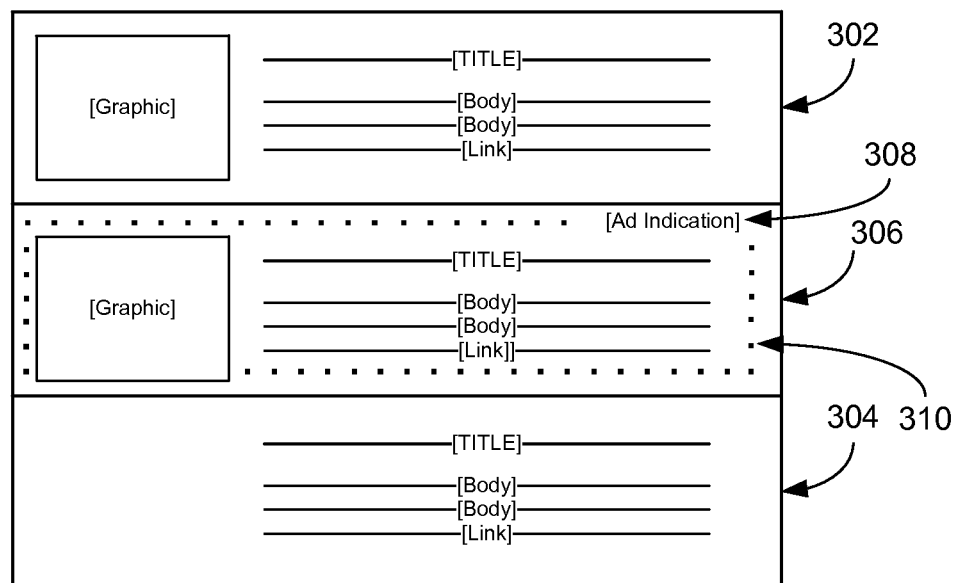 302
[TITLE]
[Graphic]
[Body]
[Body]
[Link]
308
[Ad Indication]
306
[TITLE]
[Graphic]
[Body]
[Body]
[Link]]
310
304
[TITLE]
[Body]
[Body]
[Link]